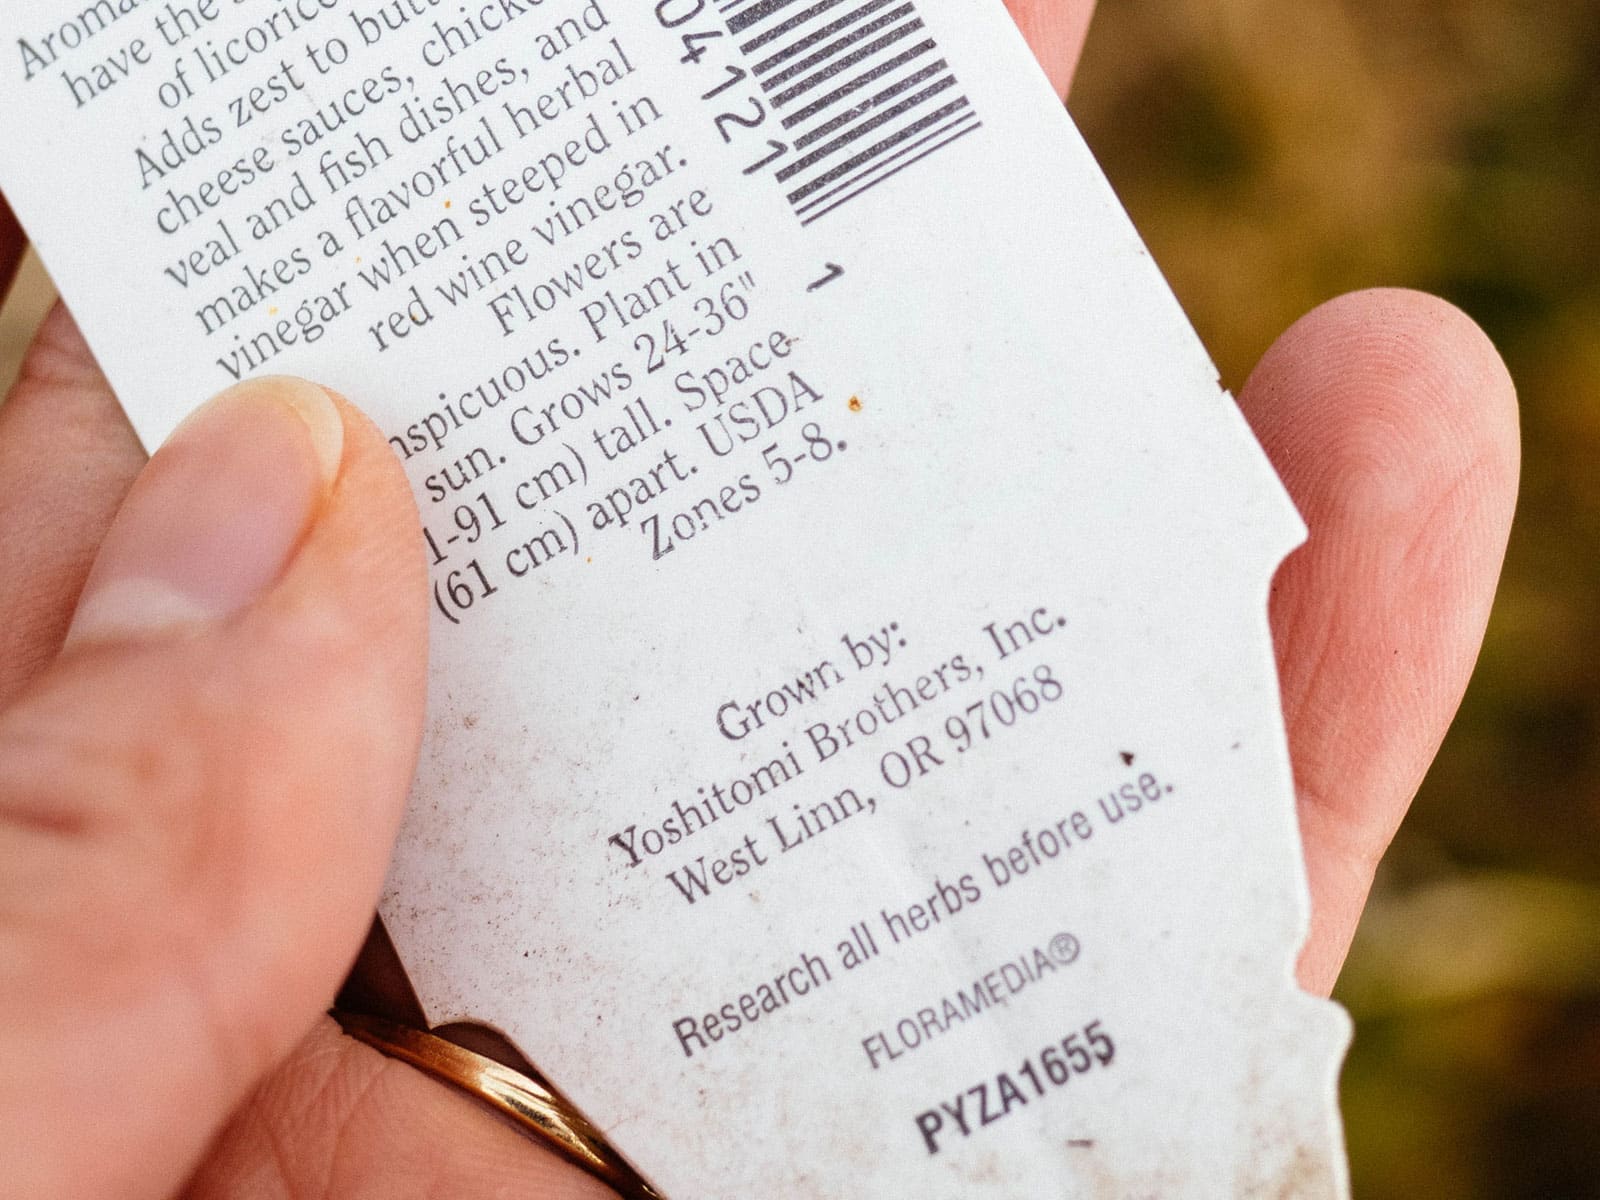 have the
of licorice
Adds zest to
cheese sauces,
veal and fish dishes, and
makes a flavorful herbal
vinegar when steeped in
red wine vinegar.
Flowers are
nspicuous. Plant in
sun. Grows 24-36"
1-91 cm) tall. Space
(61 cm) apart. USDA
Zones 5-8.
04121
1
Grown by:
Yoshitomi Brothers, Inc.
West Linn, OR 97068
Research all herbs before use.
FLORAMEDIA®
PYZA1655